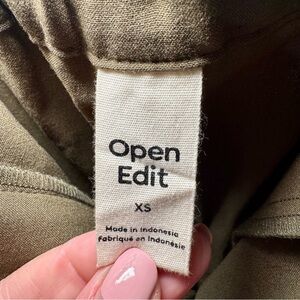 Open
Edit
XS
Made in Indonesia
Fabriqué en Indonésie